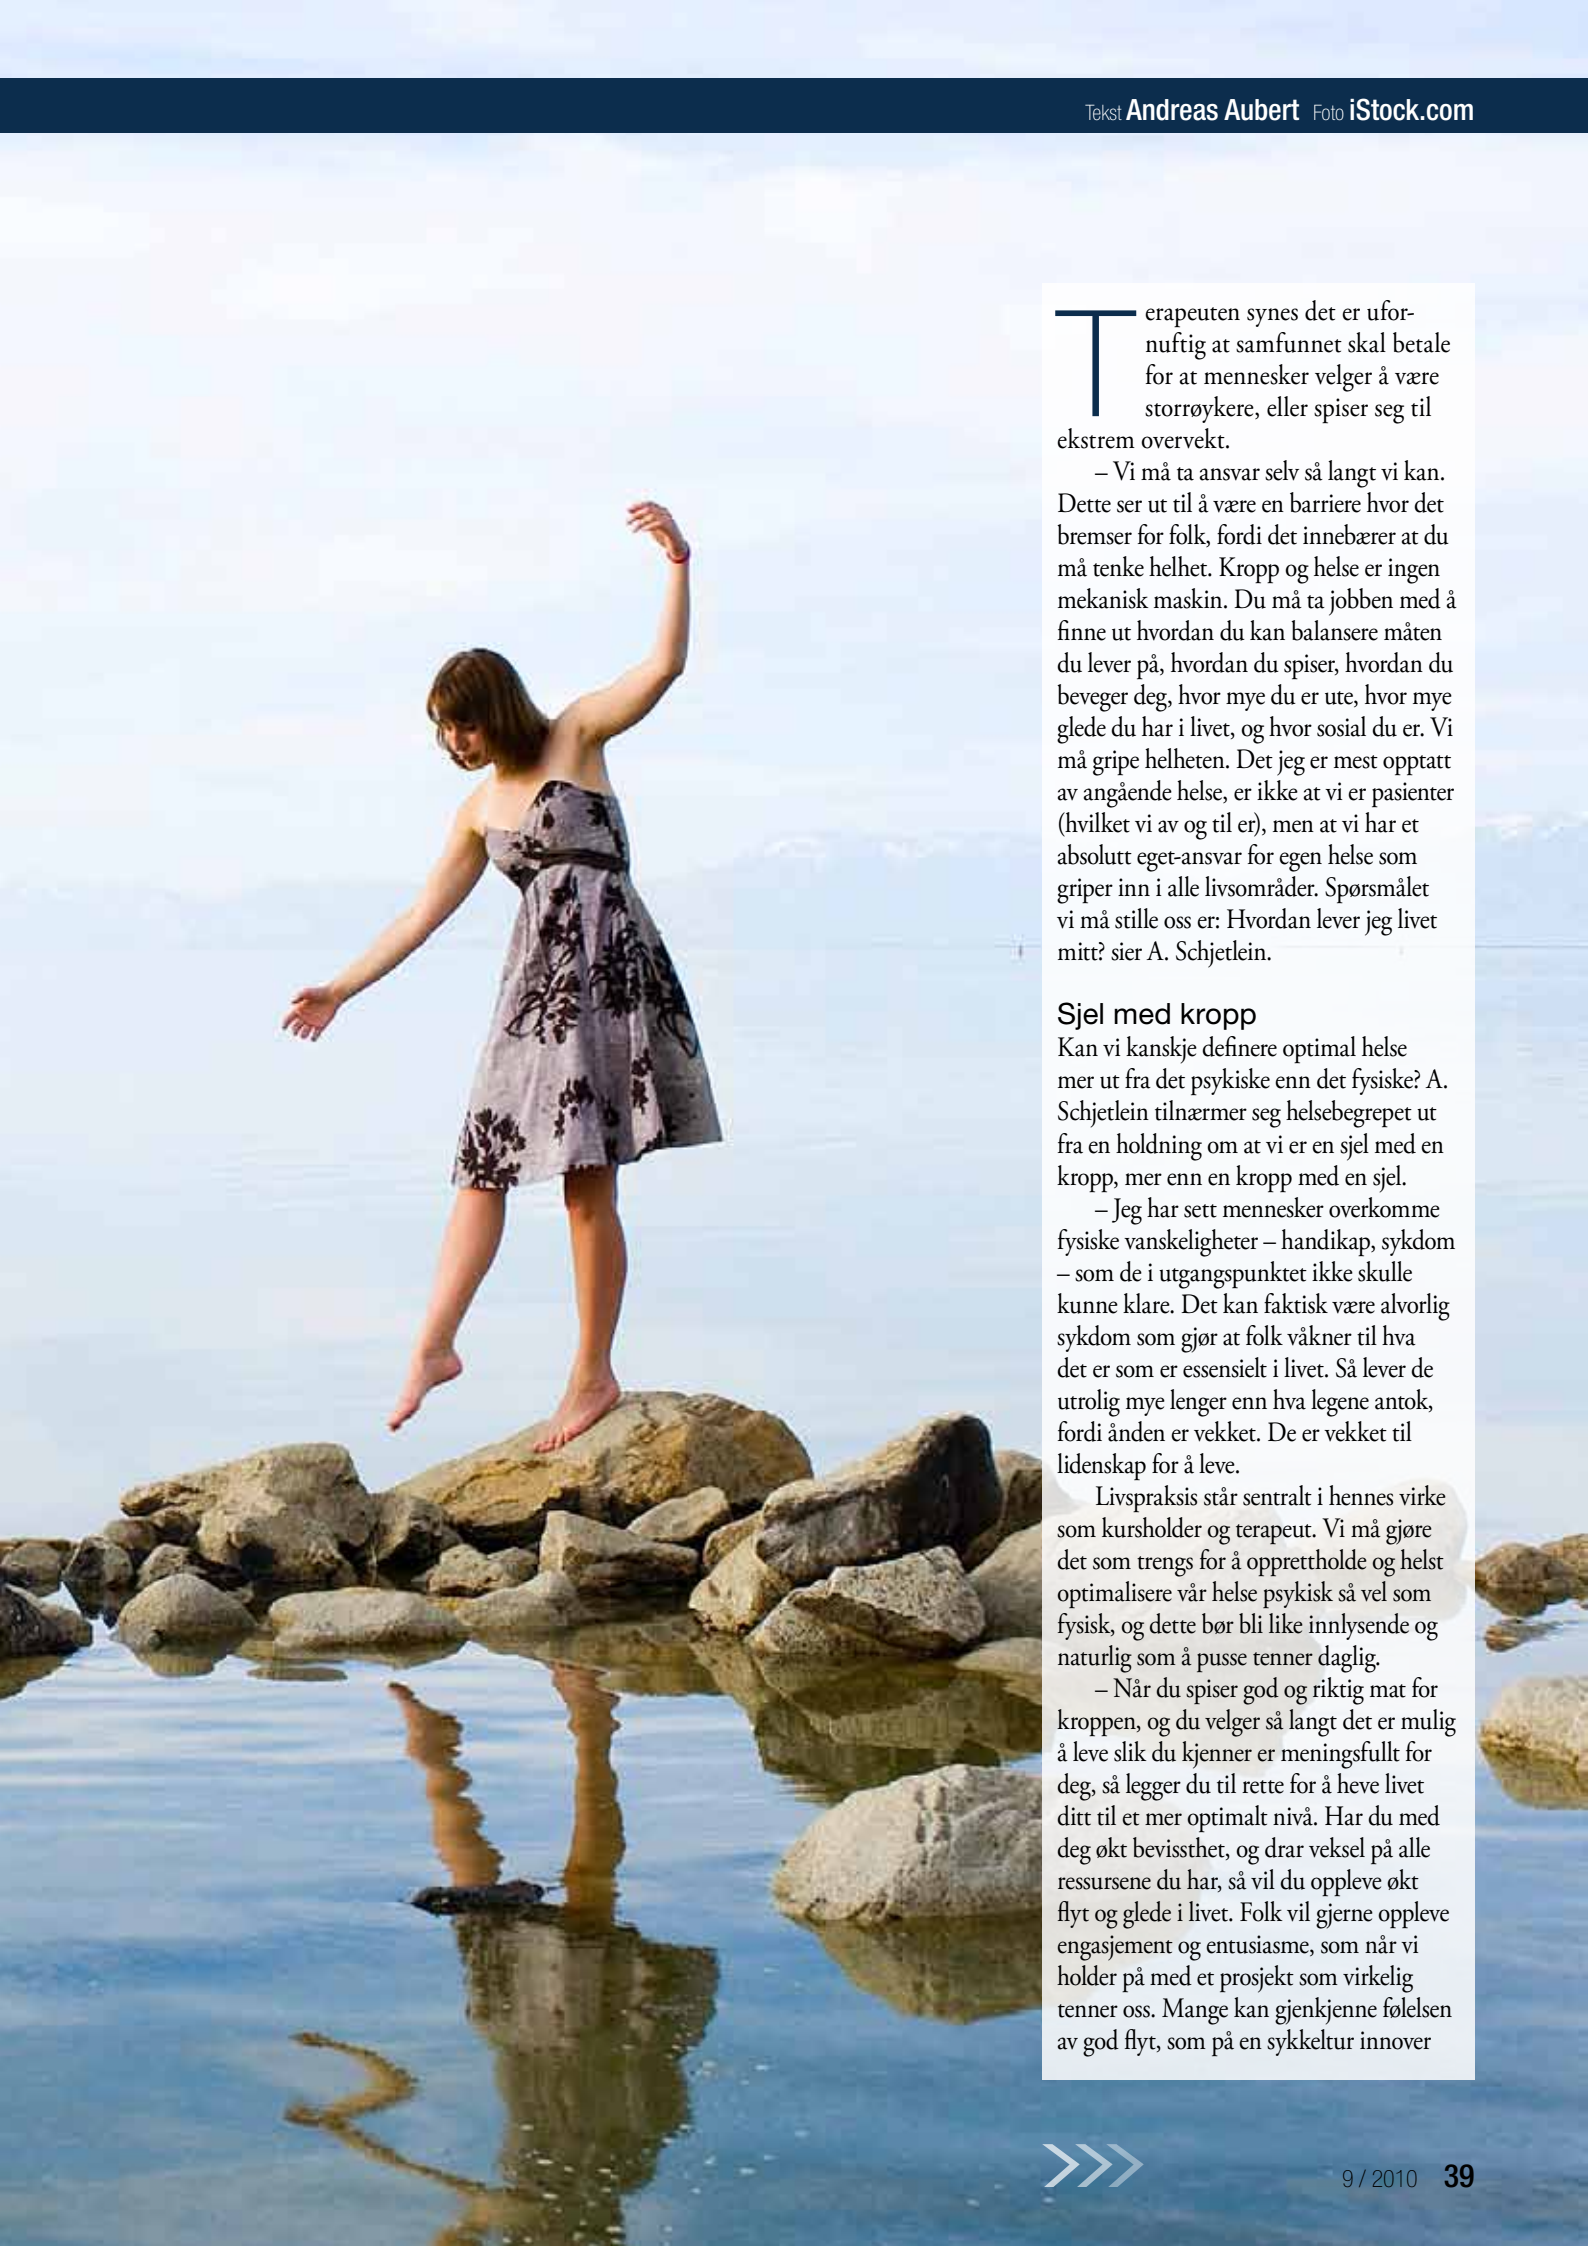 Tekst Andreas Aubert Foto iStock.com
Terapeuten synes det er ufor-
nuftig at samfunnet skal betale
for at mennesker velger å være
storrøykere, eller spiser seg til
ekstrem overvekt.
– Vi må ta ansvar selv så langt vi kan.
Dette ser ut til å være en barriere hvor det
bremser for folk, fordi det innebærer at du
må tenke helhet. Kropp og helse er ingen
mekanisk maskin. Du må ta jobben med å
finne ut hvordan du kan balansere måten
du lever på, hvordan du spiser, hvordan du
beveger deg, hvor mye du er ute, hvor mye
glede du har i livet, og hvor sosial du er. Vi
må gripe helheten. Det jeg er mest opptatt
av angående helse, er ikke at vi er pasienter
(hvilket vi av og til er), men at vi har et
absolutt eget-ansvar for egen helse som
griper inn i alle livsområder. Spørsmålet
vi må stille oss er: Hvordan lever jeg livet
mitt? sier A. Schjetlein.
Sjel med kropp
Kan vi kanskje definere optimal helse
mer ut fra det psykiske enn det fysiske? A.
Schjetlein tilnærmer seg helsebegrepet ut
fra en holdning om at vi er en sjel med en
kropp, mer enn en kropp med en sjel.
– Jeg har sett mennesker overkomme
fysiske vanskeligheter – handikap, sykdom
– som de i utgangspunktet ikke skulle
kunne klare. Det kan faktisk være alvorlig
sykdom som gjør at folk våkner til hva
det er som er essensielt i livet. Så lever de
utrolig mye lenger enn hva legene antok,
fordi ånden er vekket. De er vekket til
lidenskap for å leve.
Livspraksis står sentralt i hennes virke
som kursholder og terapeut. Vi må gjøre
det som trengs for å opprettholde og helst
optimalisere vår helse psykisk så vel som
fysisk, og dette bør bli like innlysende og
naturlig som å pusse tenner daglig.
– Når du spiser god og riktig mat for
kroppen, og du velger så langt det er mulig
å leve slik du kjenner er meningsfullt for
deg, så legger du til rette for å heve livet
ditt til et mer optimalt nivå. Har du med
deg økt bevissthet, og drar veksel på alle
ressursene du har, så vil du oppleve økt
flyt og glede i livet. Folk vil gjerne oppleve
engasjement og entusiasme, som når vi
holder på med et prosjekt som virkelig
tenner oss. Mange kan gjenkjenne følelsen
av god flyt, som på en sykkeltur innover
9 / 2010 39